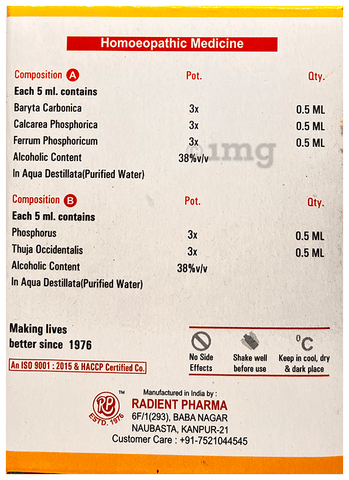 Homoeopathic Medicine
Composition A Pot. Qty.
Each 5 ml. contains
Baryta Carbonica 3x 0.5 ML
Calcarea Phosphorica 3x 0.5 ML
Ferrum Phosphoricum 3x 0.5 ML
Alcoholic Content 38%v/v
In Aqua Destillata(Purified Water)
1mg
Composition B Pot. Qty.
Each 5 ml. contains
Phosphorus 3x 0.5 ML
Thuja Occidentalis 3x 0.5 ML
Alcoholic Content 38%v/v
In Aqua Destillata(Purified Water)
Making lives
better since 1976
An ISO 9001 : 2015 & HACCP Certified Co.
No Side
Effects
Shake well
before use
°C
Keep in cool, dry
& dark place
RP
TM
ESTD. 1976
Manufactured in India by :
RADIENT PHARMA
6F/1(293), BABA NAGAR
NAUBASTA, KANPUR-21
Customer Care : +91-7521044545